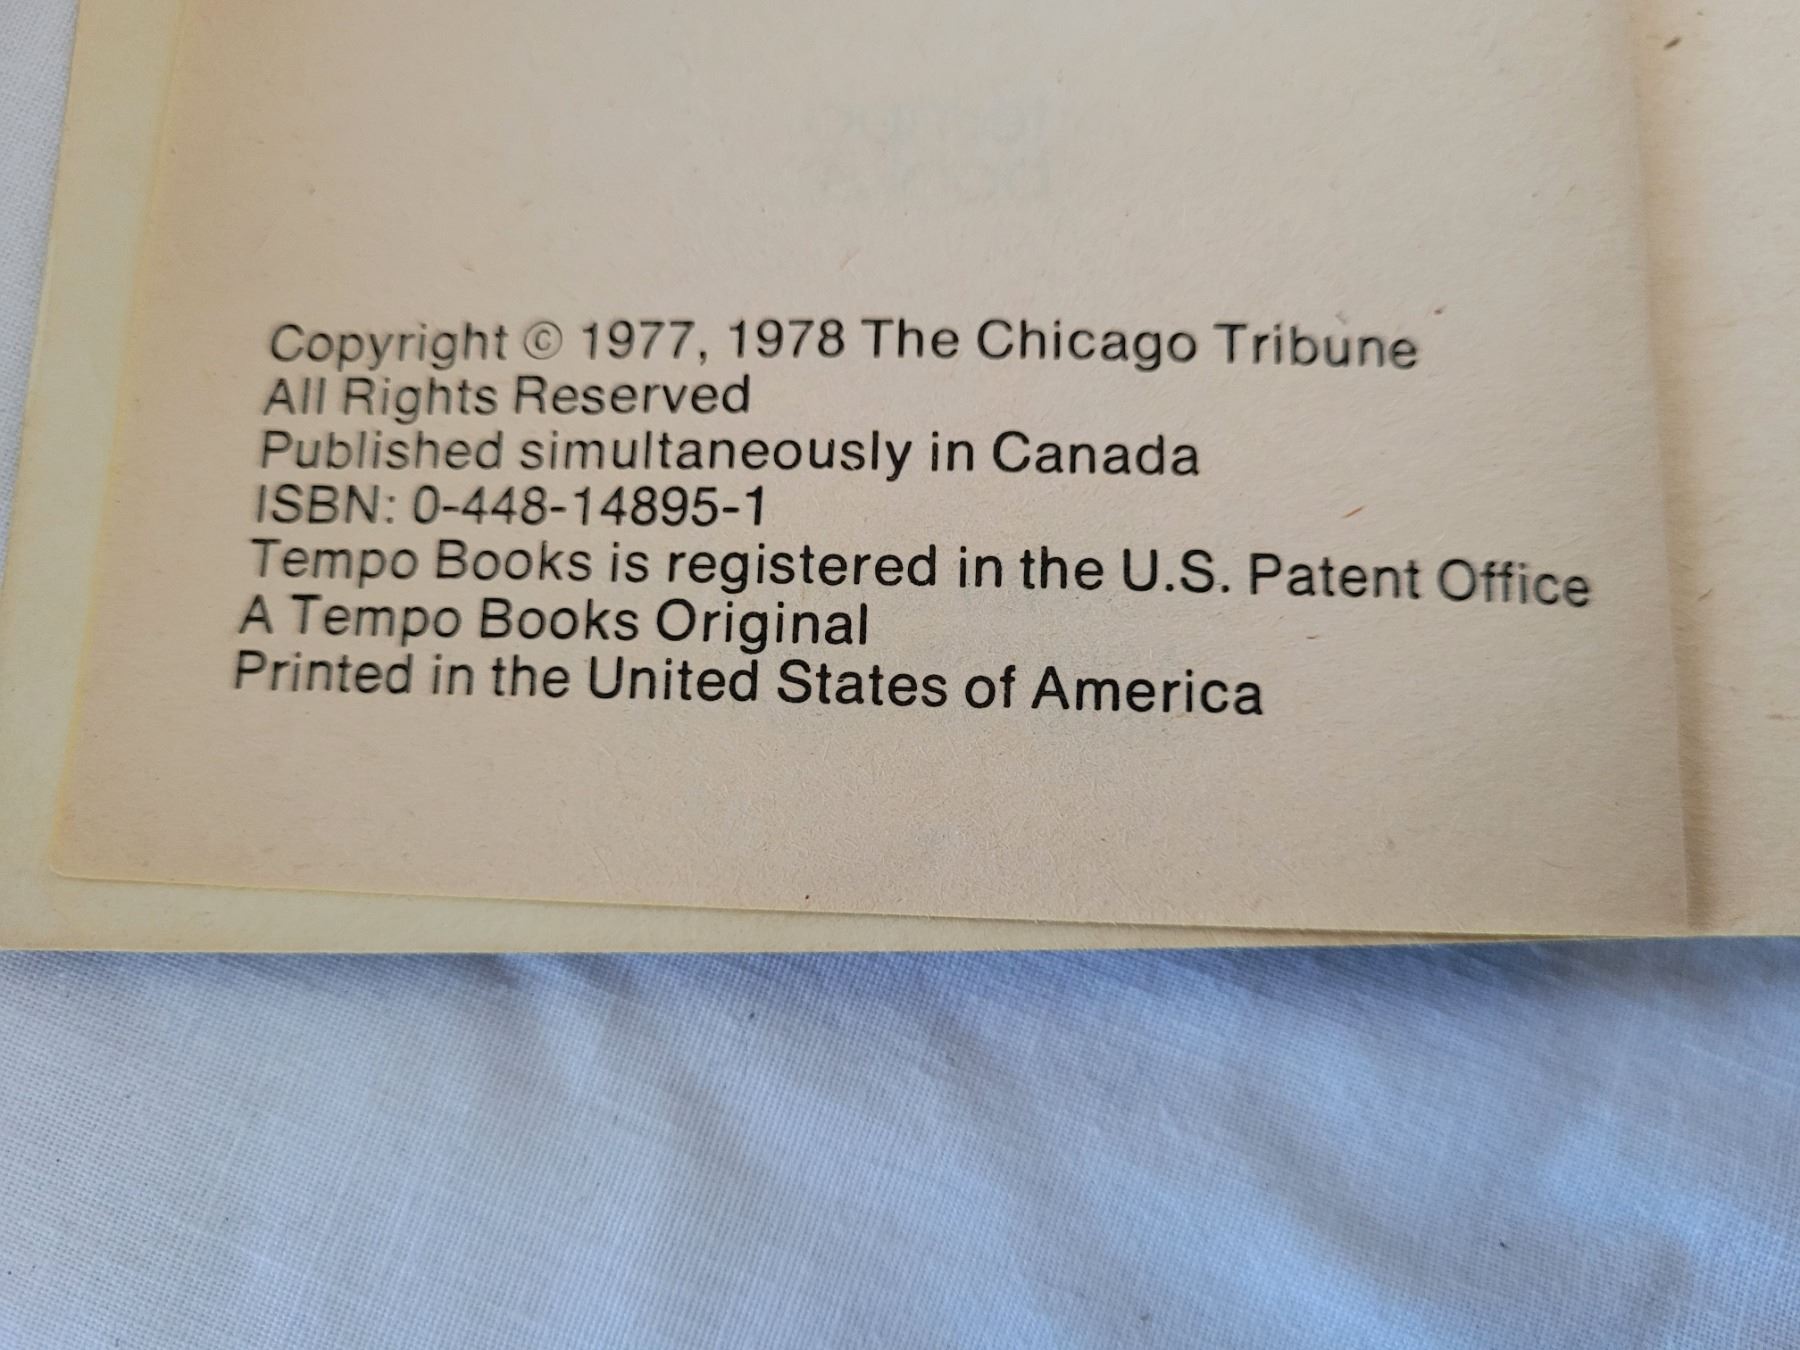 Copyright © 1977, 1978 The Chicago Tribune
All Rights Reserved
Published simultaneously in Canada
ISBN: 0-448-14895-1
Tempo Books is registered in the U.S. Patent Office
A Tempo Books Original
Printed in the United States of America